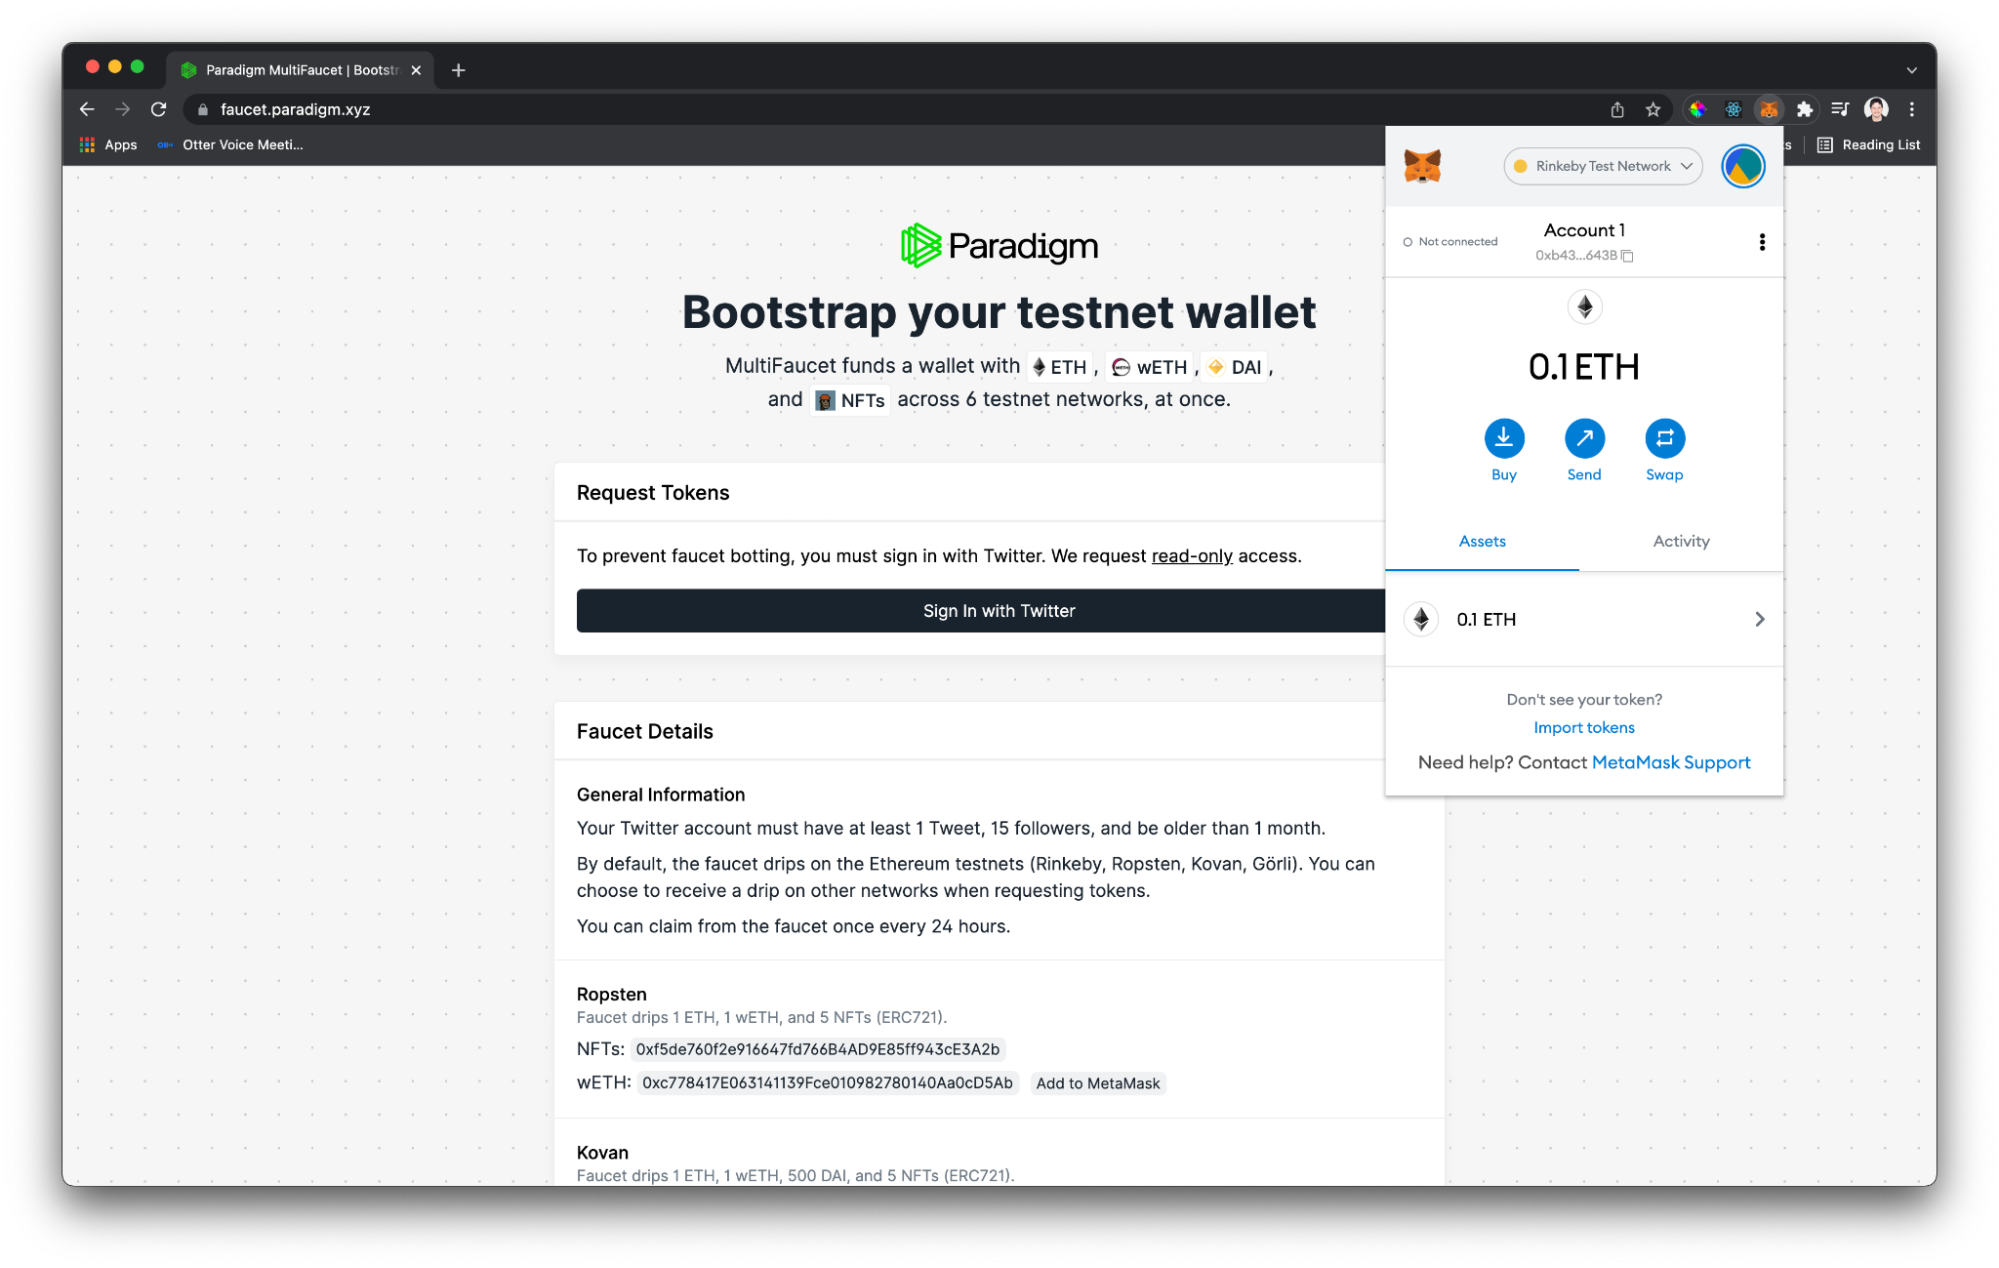 Paradigm MultiFaucet | Bootstr
faucet.paradigm.xyz
Apps
Otter Voice Meeti...
Reading List
Paradigm
Bootstrap your testnet wallet
MultiFaucet funds a wallet with ETH , wETH , DAI ,
and NFTs across 6 testnet networks, at once.
Request Tokens
To prevent faucet botting, you must sign in with Twitter. We request read-only access.
Sign In with Twitter
Faucet Details
General Information
Your Twitter account must have at least 1 Tweet, 15 followers, and be older than 1 month.
By default, the faucet drips on the Ethereum testnets (Rinkeby, Ropsten, Kovan, Görli). You can
choose to receive a drip on other networks when requesting tokens.
You can claim from the faucet once every 24 hours.
Ropsten
Faucet drips 1 ETH, 1 wETH, and 5 NFTs (ERC721).
NFTs: 0xf5de760f2e916647fd766B4AD9E85ff943cE3A2b
wETH: 0xc778417E063141139Fce010982780140Aa0cD5Ab Add to MetaMask
Kovan
Faucet drips 1 ETH, 1 wETH, 500 DAI, and 5 NFTs (ERC721).
Rinkeby Test Network
Not connected
Account 1
0xb43...643B
0.1 ETH
Buy
Send
Swap
Assets
Activity
0.1 ETH
Don't see your token?
Import tokens
Need help? Contact MetaMask Support